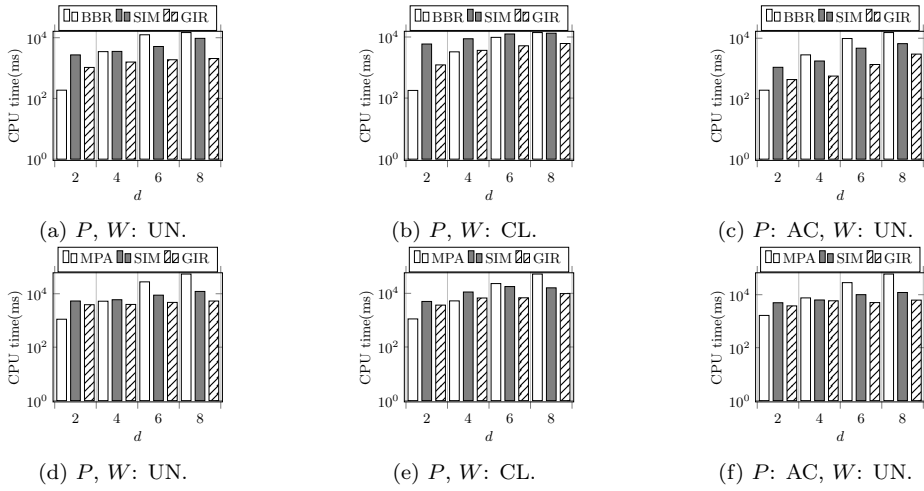 BBR SIM GIR
CPU time(ms)
10^4
10^2
10^0
2 4 6 8
d
(a) P, W: UN.
BBR SIM GIR
CPU time(ms)
10^4
10^2
10^0
2 4 6 8
d
(b) P, W: CL.
BBR SIM GIR
CPU time(ms)
10^4
10^2
10^0
2 4 6 8
d
(c) P: AC, W: UN.
MPA SIM GIR
CPU time(ms)
10^4
10^2
10^0
2 4 6 8
d
(d) P, W: UN.
MPA SIM GIR
CPU time(ms)
10^4
10^2
10^0
2 4 6 8
d
(e) P, W: CL.
MPA SIM GIR
CPU time(ms)
10^4
10^2
10^0
2 4 6 8
d
(f) P: AC, W: UN.